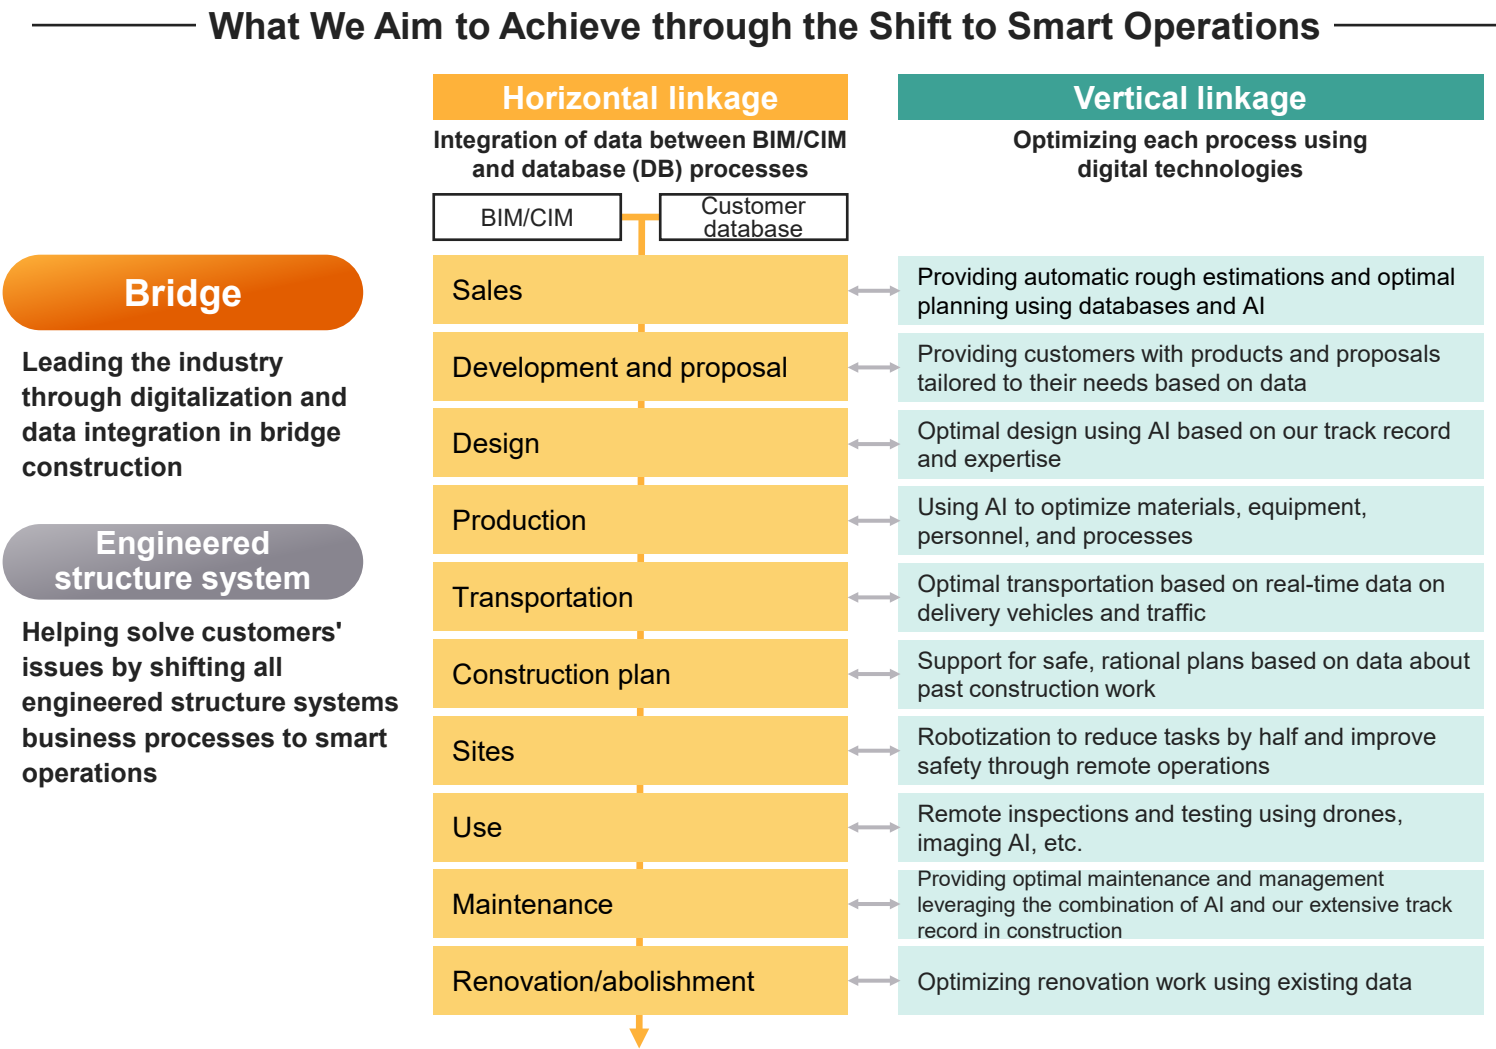 What We Aim to Achieve through the Shift to Smart Operations
Horizontal linkage
Integration of data between BIM/CIM
and database (DB) processes
BIM/CIM
Customer
database
Vertical linkage
Optimizing each process using
digital technologies
Bridge
Leading the industry
through digitalization and
data integration in bridge
construction
Engineered
structure system
Helping solve customers'
issues by shifting all
engineered structure systems
business processes to smart
operations
Sales
Providing automatic rough estimations and optimal
planning using databases and AI
Development and proposal
Providing customers with products and proposals
tailored to their needs based on data
Design
Optimal design using AI based on our track record
and expertise
Production
Using AI to optimize materials, equipment,
personnel, and processes
Transportation
Optimal transportation based on real-time data on
delivery vehicles and traffic
Construction plan
Support for safe, rational plans based on data about
past construction work
Sites
Robotization to reduce tasks by half and improve
safety through remote operations
Use
Remote inspections and testing using drones,
imaging AI, etc.
Maintenance
Providing optimal maintenance and management
leveraging the combination of AI and our extensive track
record in construction
Renovation/abolishment
Optimizing renovation work using existing data